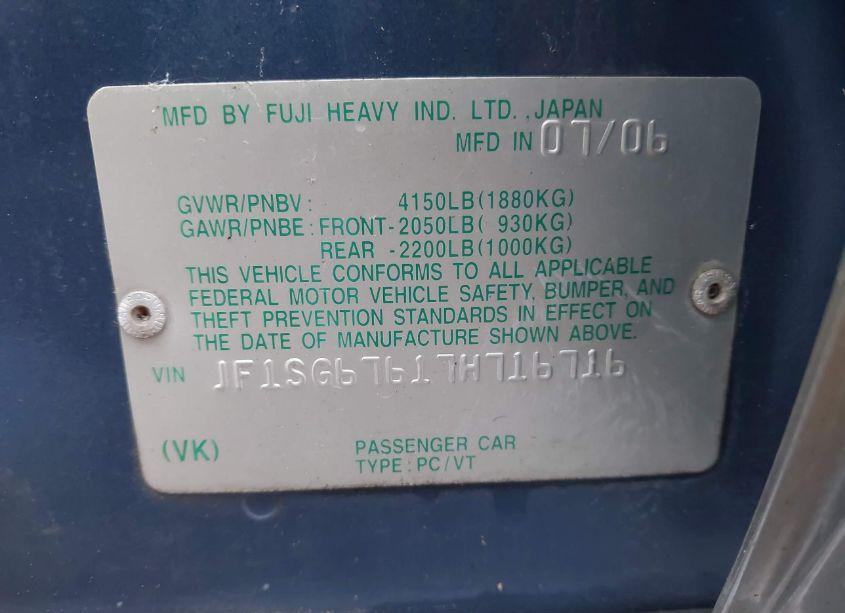 MFD BY FUJI HEAVY IND. LTD., JAPAN
MFD IN 07/06
GVWR/PNBV: 4150LB(1880KG)
GAWR/PNBE: FRONT-2050LB( 930KG)
REAR -2200LB(1000KG)
THIS VEHICLE CONFORMS TO ALL APPLICABLE
FEDERAL MOTOR VEHICLE SAFETY, BUMPER, AND
THEFT PREVENTION STANDARDS IN EFFECT ON
THE DATE OF MANUFACTURE SHOWN ABOVE.
VIN JF1SG67617H716716
(VK) PASSENGER CAR
TYPE:PC/VT